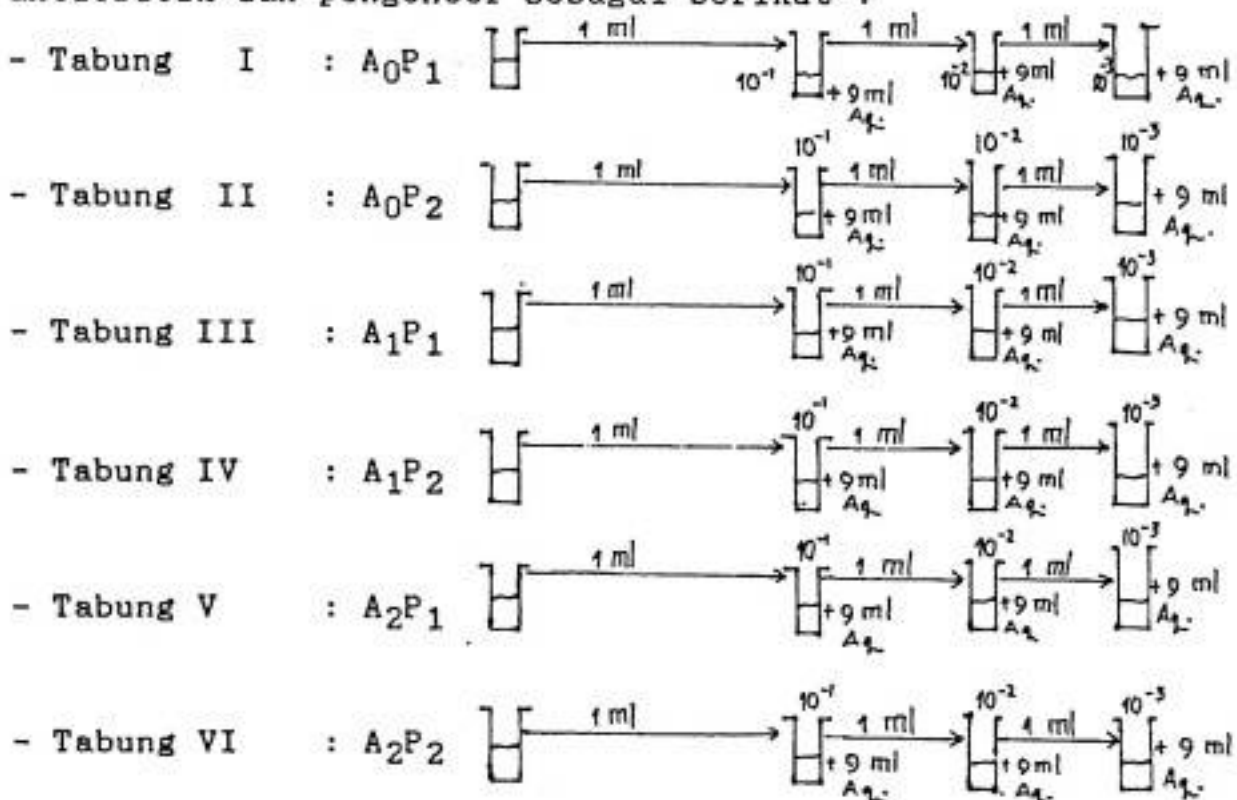 pengencer sebagai berikut :
1 ml 1 ml 1 ml
- Tabung I : A₀P₁ 10⁻¹ + 9 ml Aq. 10⁻² + 9 ml Aq. + 9 ml Aq.
10⁻¹ 10⁻² 10⁻³
1 ml 1 ml 1 ml
- Tabung II : A₀P₂ + 9 ml Aq. + 9 ml Aq. + 9 ml Aq.
10⁻¹ 10⁻² 10⁻³
1 ml 1 ml 1 ml
- Tabung III : A₁P₁ + 9 ml Aq. + 9 ml Aq. + 9 ml Aq.
10⁻¹ 10⁻² 10⁻³
1 ml 1 ml 1 ml
- Tabung IV : A₁P₂ + 9 ml Aq. + 9 ml Aq. + 9 ml Aq.
10⁻¹ 10⁻² 10⁻³
1 ml 1 ml 1 ml
- Tabung V : A₂P₁ + 9 ml Aq. + 9 ml Aq. + 9 ml Aq.
10⁻¹ 10⁻² 10⁻³
1 ml 1 ml 1 ml
- Tabung VI : A₂P₂ + 9 ml Aq. + 9 ml Aq. + 9 ml Aq.